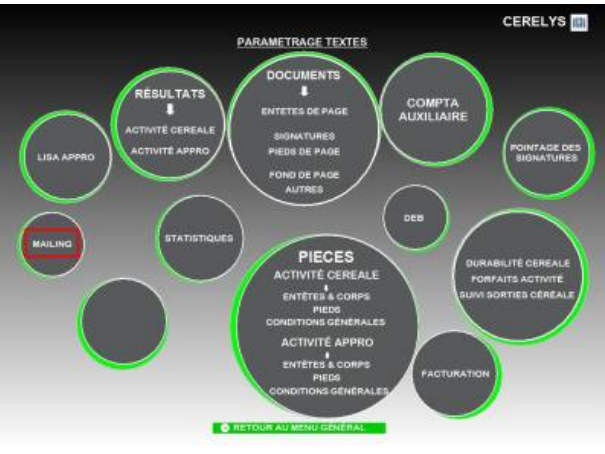 CERELYS
PARAMETRAGE TEXTES
RÉSULTATS
ACTIVITÉ CEREALE
ACTIVITÉ APPRO
DOCUMENTS
ENTETES DE PAGE
SIGNATURES
PIEDS DE PAGE
FOND DE PAGE
AUTRES
COMPTA
AUXILIAIRE
LISA APPRO
POINTAGE DES
SIGNATURES
MAILING
STATISTIQUES
DEB
PIECES
ACTIVITÉ CEREALE
ENTÊTES & CORPS
PIEDS
CONDITIONS GÉNÉRALES
ACTIVITÉ APPRO
ENTÊTES & CORPS
PIEDS
CONDITIONS GÉNÉRALES
DURABILITÉ CEREALE
FORFAITS ACTIVITÉ
SUIVI SORTIES CÉRÉALE
FACTURATION
RETOUR AU MENU GÉNÉRAL